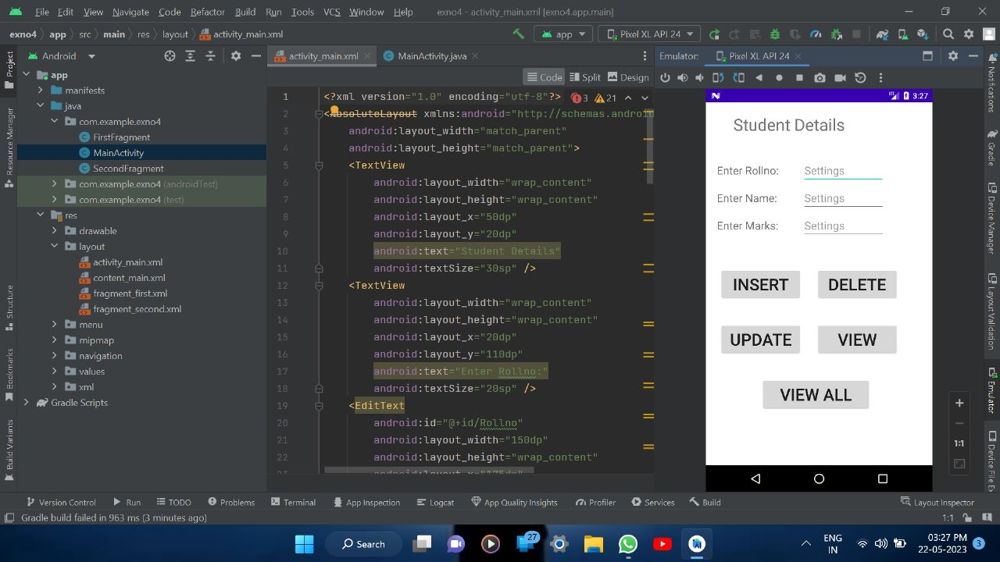 File Edit View Navigate Code Refactor Build Run Tools VCS Window Help exno4 - activity_main.xml [exno4.app.main]
exno4 app src main res layout activity_main.xml app Pixel XL API 24
Project
Resource Manager
Structure
Bookmarks
Build Variants
Android
app
manifests
java
com.example.exno4
FirstFragment
MainActivity
SecondFragment
com.example.exno4 (androidTest)
com.example.exno4 (test)
res
drawable
layout
activity_main.xml
content_main.xml
fragment_first.xml
fragment_second.xml
menu
mipmap
navigation
values
xml
Gradle Scripts
activity_main.xml MainActivity.java
Code Split Design
3 21
1 <?xml version="1.0" encoding="utf-8"?>
2 <AbsoluteLayout xmlns:android="http://schemas.android
3 android:layout_width="match_parent"
4 android:layout_height="match_parent">
5 <TextView
6 android:layout_width="wrap_content"
7 android:layout_height="wrap_content"
8 android:layout_x="50dp"
9 android:layout_y="20dp"
10 android:text="Student Details"
11 android:textSize="30sp" />
12 <TextView
13 android:layout_width="wrap_content"
14 android:layout_height="wrap_content"
15 android:layout_x="20dp"
16 android:layout_y="110dp"
17 android:text="Enter Rollno:"
18 android:textSize="20sp" />
19 <EditText
20 android:id="@+id/Rollno"
21 android:layout_width="150dp"
22 android:layout_height="wrap_content"
23 android:layout_x="175dp"
Emulator: Pixel XL API 24
3:27
Student Details
Enter Rollno: Settings
Enter Name: Settings
Enter Marks: Settings
INSERT DELETE
UPDATE VIEW
VIEW ALL
1:1
Notifications
Gradle
Device Manager
Layout Validation
Emulator
Device File Ex
Version Control Run TODO Problems Terminal App Inspection Logcat App Quality Insights Profiler Services Build Layout Inspector
Gradle build failed in 963 ms (3 minutes ago) 1:1
Search 27 ENG IN 03:27 PM 22-05-2023 3